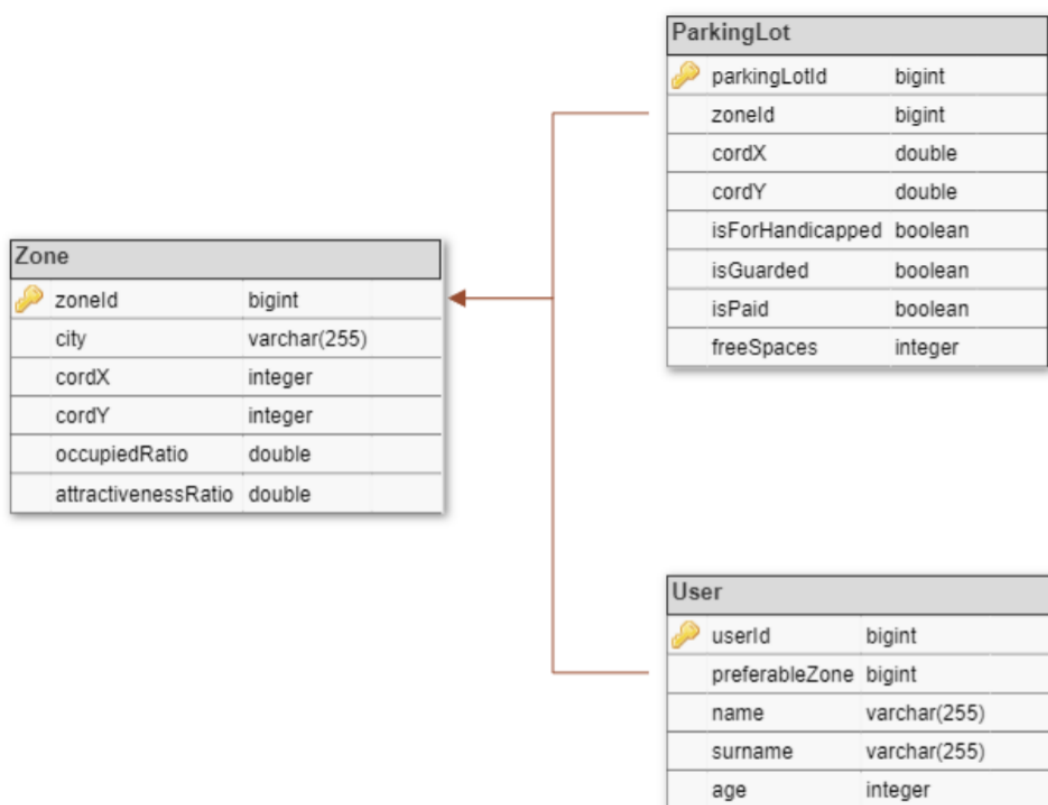 ParkingLot
parkingLotId bigint
zoneId bigint
cordX double
cordY double
isForHandicapped boolean
isGuarded boolean
isPaid boolean
freeSpaces integer
Zone
zoneId bigint
city varchar(255)
cordX integer
cordY integer
occupiedRatio double
attractivenessRatio double
User
userId bigint
preferableZone bigint
name varchar(255)
surname varchar(255)
age integer